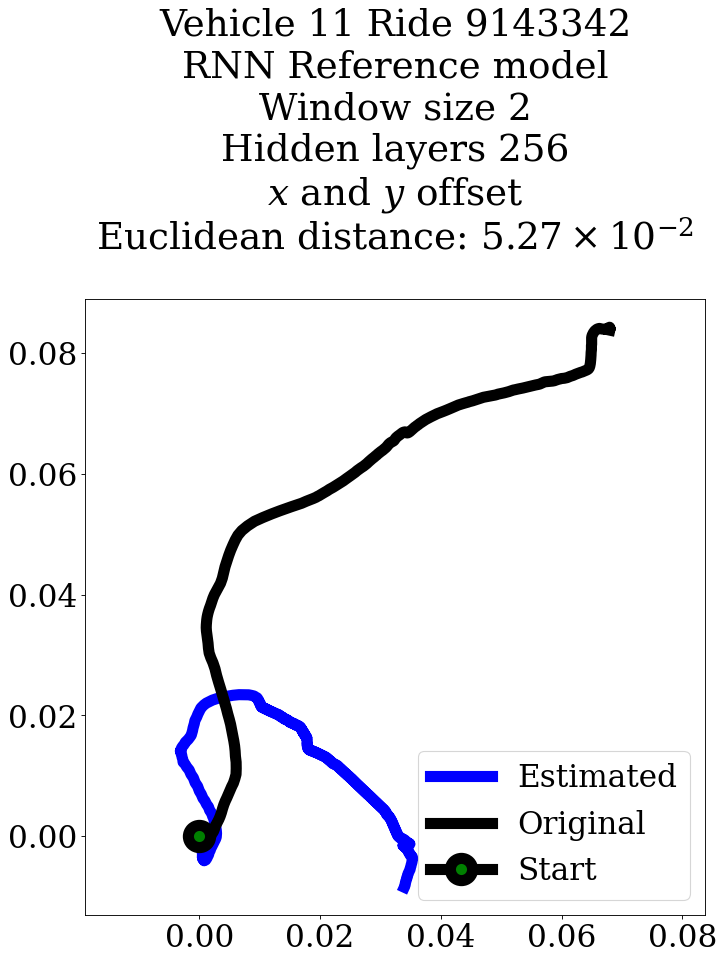 Vehicle 11 Ride 9143342
RNN Reference model
Window size 2
Hidden layers 256
x and y offset
Euclidean distance: 5.27 × 10⁻²
0.08
0.06
0.04
0.02
0.00
Estimated
Original
Start
0.00 0.02 0.04 0.06 0.08